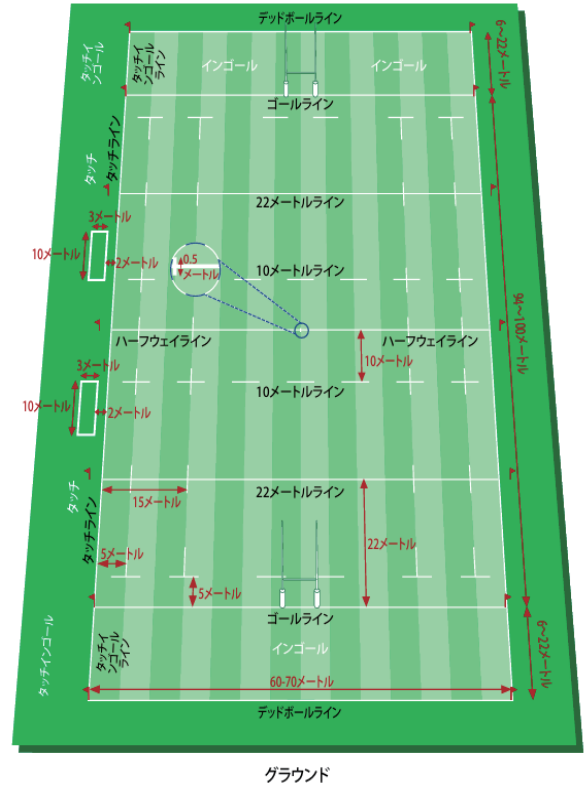 デッドボールライン
タッチイ
ンゴール
タッチイ
ンゴール
ライン
インゴール
インゴール
6～22メートル
ゴールライン
タッチライン
タッチ
22メートルライン
3メートル
10メートル
2メートル
0.5
メートル
10メートルライン
94～100メートル
ハーフウェイライン
ハーフウェイライン
10メートル
3メートル
10メートル
2メートル
10メートルライン
タッチ
タッチライン
15メートル
22メートルライン
22メートル
5メートル
5メートル
ゴールライン
タッチインゴール
タッチイ
ンゴール
ライン
インゴール
6～22メートル
60-70メートル
デッドボールライン
グラウンド